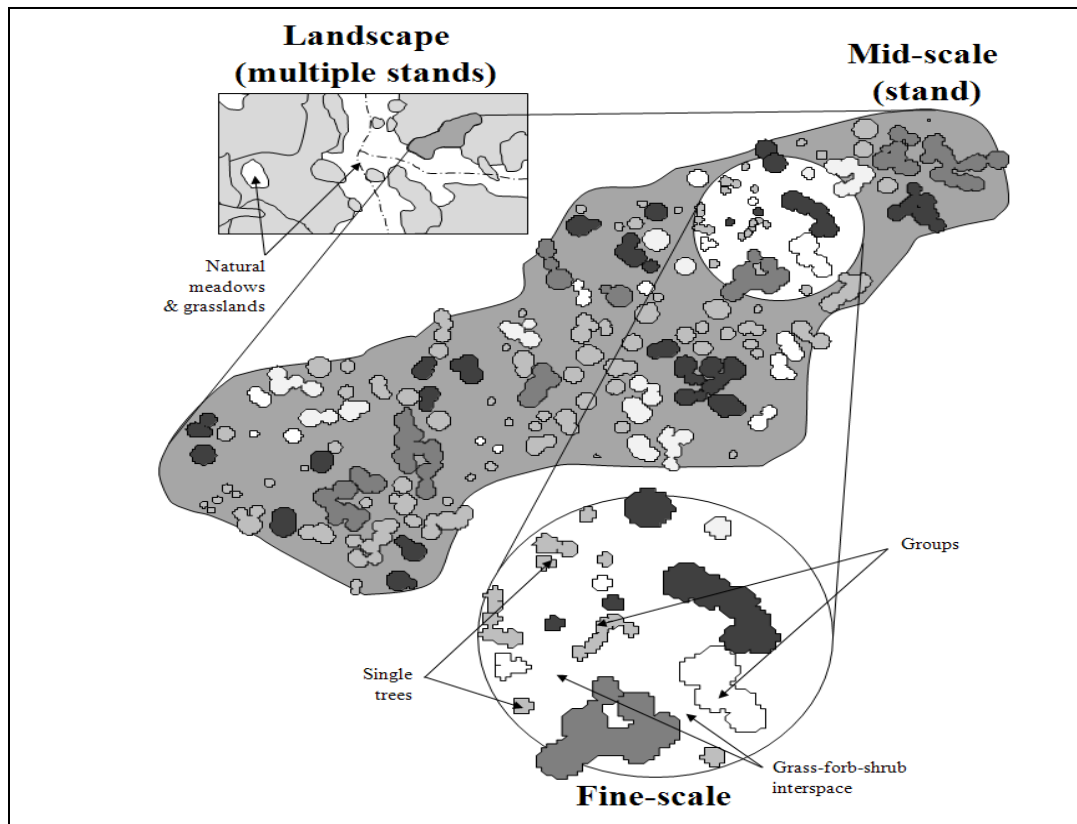 Landscape
(multiple stands)
Mid-scale
(stand)
Natural
meadows
& grasslands
Groups
Single
trees
Grass-forb-shrub
interspace
Fine-scale